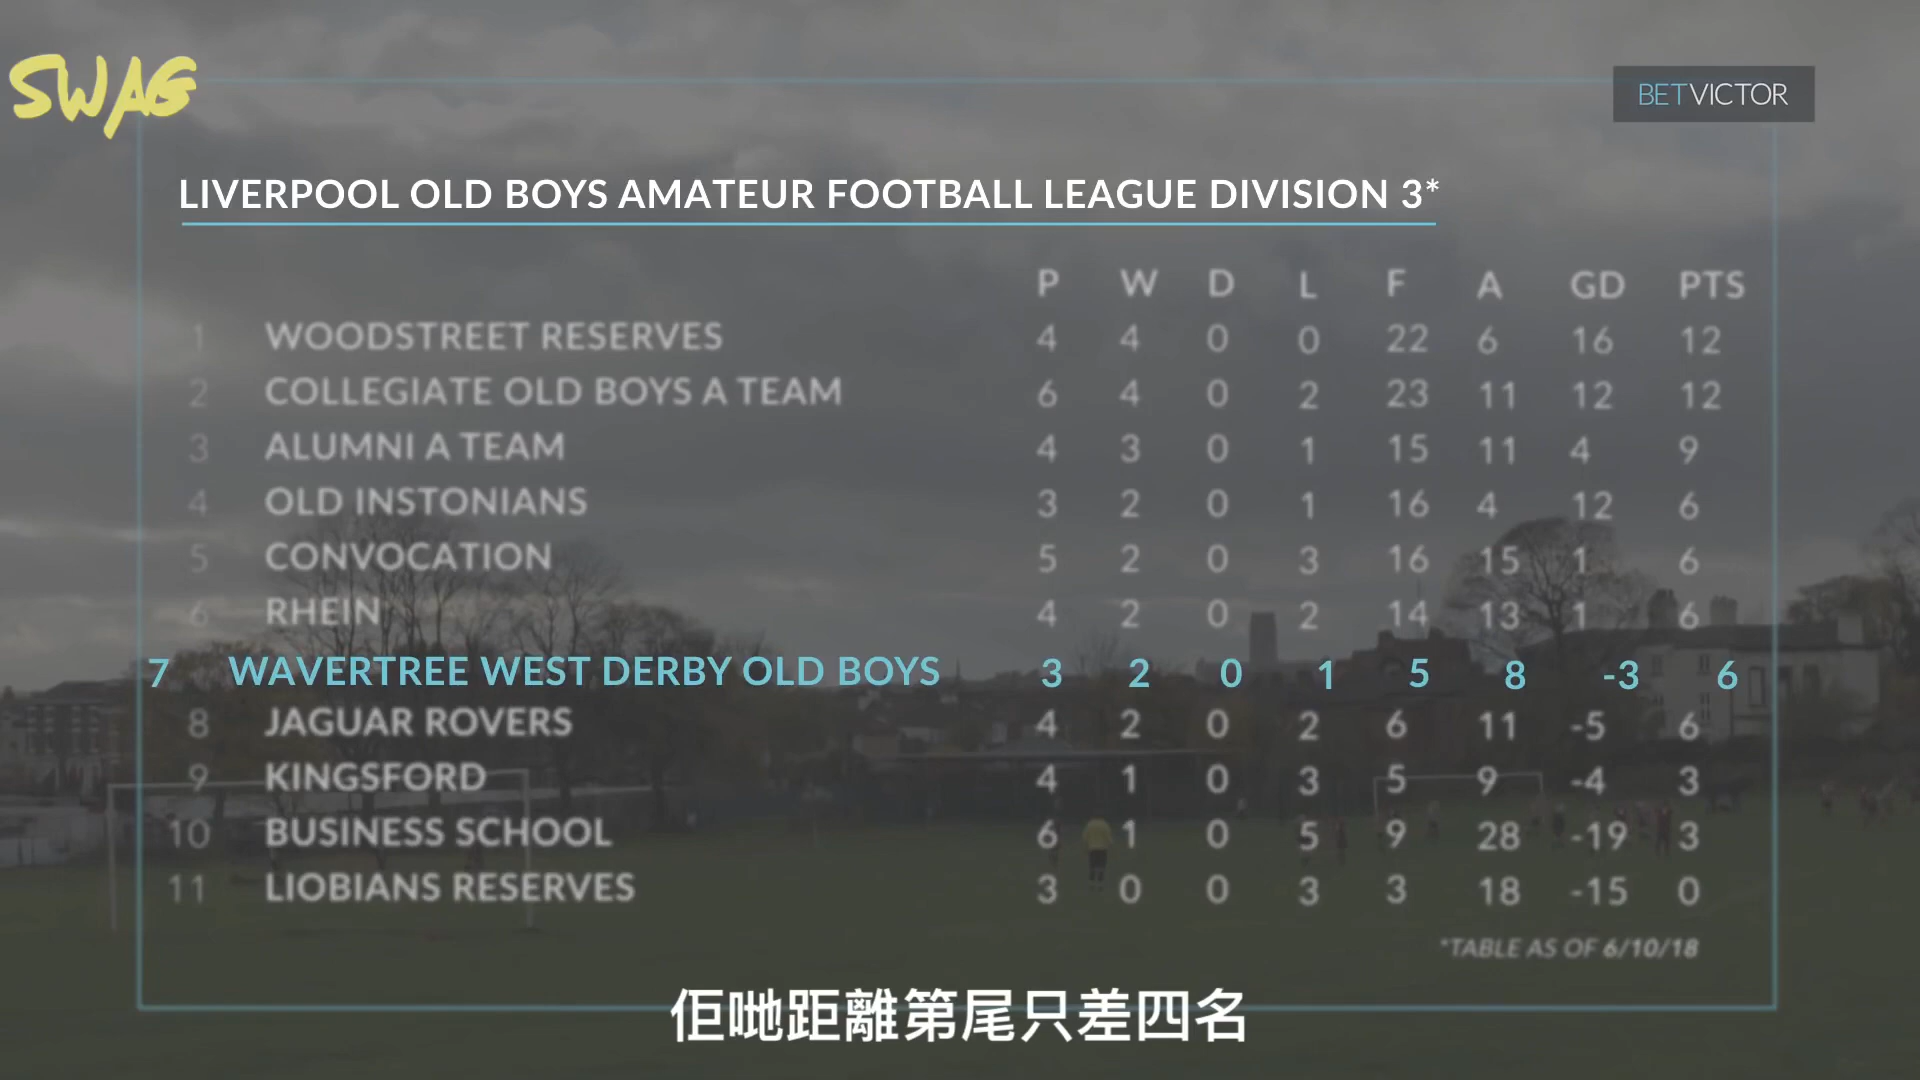 SWAG
BETVICTOR
LIVERPOOL OLD BOYS AMATEUR FOOTBALL LEAGUE DIVISION 3*
P W D L F A GD PTS
1 WOODSTREET RESERVES 4 4 0 0 22 6 16 12
2 COLLEGIATE OLD BOYS A TEAM 6 4 0 2 23 11 12 12
3 ALUMNI A TEAM 4 3 0 1 15 11 4 9
4 OLD INSTONIANS 3 2 0 1 16 4 12 6
5 CONVOCATION 5 2 0 3 16 15 1 6
6 RHEIN 4 2 0 2 14 13 1 6
7 WAVERTREE WEST DERBY OLD BOYS 3 2 0 1 5 8 -3 6
8 JAGUAR ROVERS 4 2 0 2 6 11 -5 6
9 KINGSFORD 4 1 0 3 5 9 -4 3
10 BUSINESS SCHOOL 6 1 0 5 9 28 -19 3
11 LIOBIANS RESERVES 3 0 0 3 3 18 -15 0
*TABLE AS OF 6/10/18
佢哋距離第尾只差四名